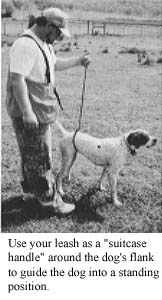 Use your leash as a "suitcase
handle" around the dog's flank
to guide the dog into a standing
position.